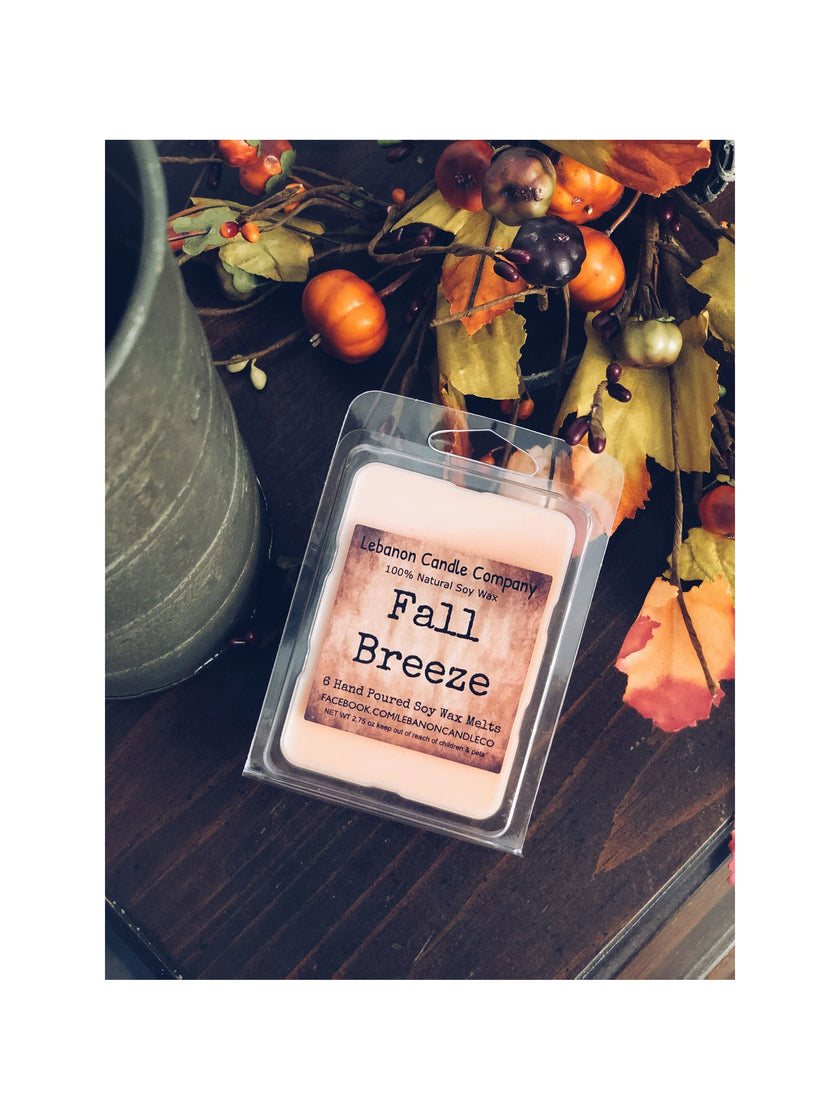 Lebanon Candle Company
100% Natural Soy Wax
Fall
Breeze
6 Hand Poured Soy Wax Melts
FACEBOOK.COM/LEBANONCANDLECO
NET WT 2.75 oz keep out of reach of children & pets